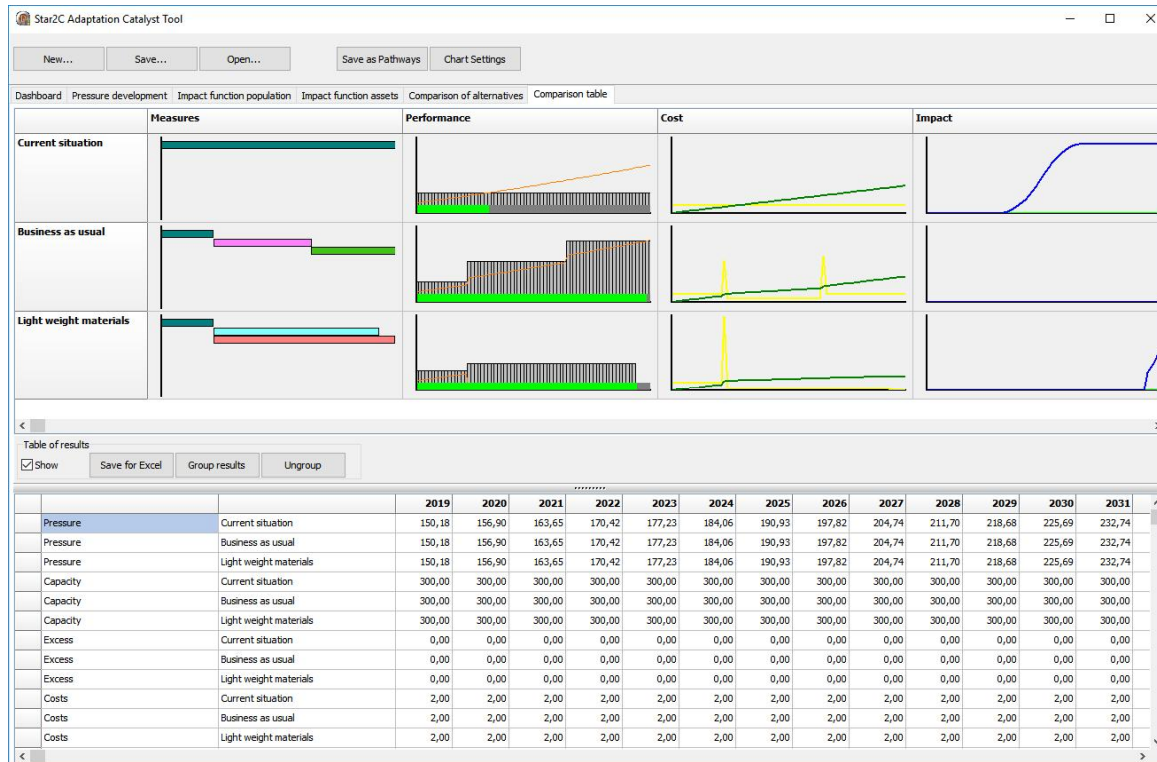 Star2C Adaptation Catalyst Tool
New... Save... Open... Save as Pathways Chart Settings
Dashboard Pressure development Impact function population Impact function assets Comparison of alternatives Comparison table
Measures Performance Cost Impact
Current situation
Business as usual
Light weight materials
Table of results
Show Save for Excel Group results Ungroup
2019 2020 2021 2022 2023 2024 2025 2026 2027 2028 2029 2030 2031
Pressure Current situation 150,18 156,90 163,65 170,42 177,23 184,06 190,93 197,82 204,74 211,70 218,68 225,69 232,74
Pressure Business as usual 150,18 156,90 163,65 170,42 177,23 184,06 190,93 197,82 204,74 211,70 218,68 225,69 232,74
Pressure Light weight materials 150,18 156,90 163,65 170,42 177,23 184,06 190,93 197,82 204,74 211,70 218,68 225,69 232,74
Capacity Current situation 300,00 300,00 300,00 300,00 300,00 300,00 300,00 300,00 300,00 300,00 300,00 300,00 300,00
Capacity Business as usual 300,00 300,00 300,00 300,00 300,00 300,00 300,00 300,00 300,00 300,00 300,00 300,00 300,00
Capacity Light weight materials 300,00 300,00 300,00 300,00 300,00 300,00 300,00 300,00 300,00 300,00 300,00 300,00 300,00
Excess Current situation 0,00 0,00 0,00 0,00 0,00 0,00 0,00 0,00 0,00 0,00 0,00 0,00 0,00
Excess Business as usual 0,00 0,00 0,00 0,00 0,00 0,00 0,00 0,00 0,00 0,00 0,00 0,00 0,00
Excess Light weight materials 0,00 0,00 0,00 0,00 0,00 0,00 0,00 0,00 0,00 0,00 0,00 0,00 0,00
Costs Current situation 2,00 2,00 2,00 2,00 2,00 2,00 2,00 2,00 2,00 2,00 2,00 2,00 2,00
Costs Business as usual 2,00 2,00 2,00 2,00 2,00 2,00 2,00 2,00 2,00 2,00 2,00 2,00 2,00
Costs Light weight materials 2,00 2,00 2,00 2,00 2,00 2,00 2,00 2,00 2,00 2,00 2,00 2,00 2,00